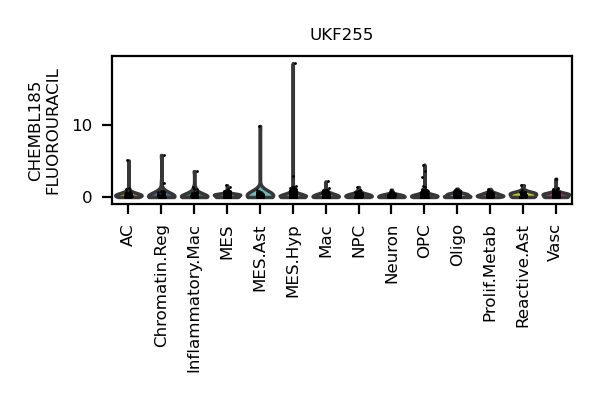 UKF255
CHEMBL185
FLUOROURACIL
10
0
AC
Chromatin.Reg
Inflammatory.Mac
MES
MES.Ast
MES.Hyp
Mac
NPC
Neuron
OPC
Oligo
Prolif.Metab
Reactive.Ast
Vasc